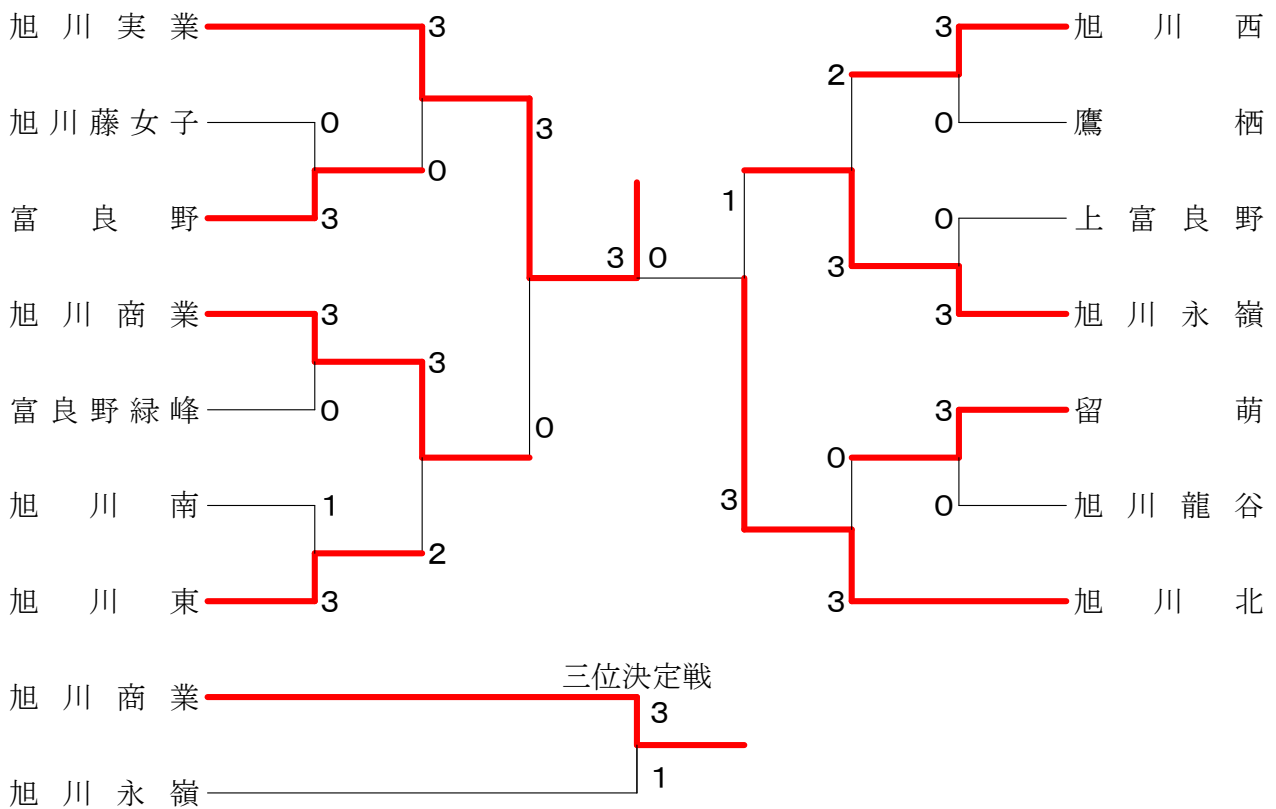 旭川実業
3
旭川藤女子
0
0
富良野
3
3
旭川商業
3
3
富良野緑峰
0
0
旭川南
1
2
旭川東
3
3
0
旭川西
3
2
鷹栖
0
1
上富良野
0
3
旭川永嶺
3
留萌
3
0
旭川龍谷
0
3
旭川北
3
三位決定戦
旭川商業
3
旭川永嶺
1